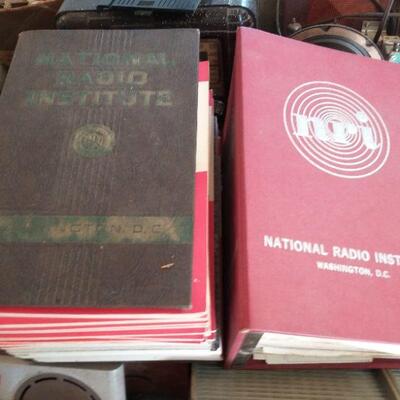 NATIONAL
RADIO
INSTITUTE
D.C.
nri
NATIONAL RADIO INST
WASHINGTON, D.C.